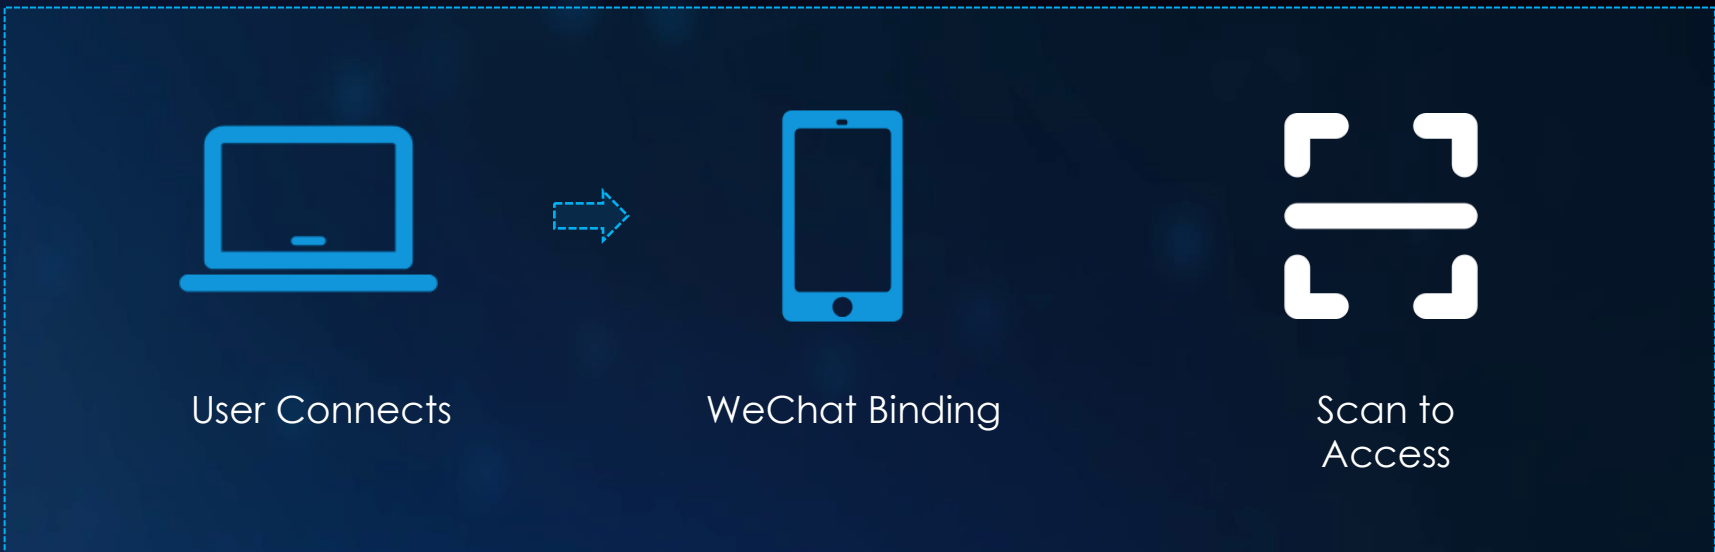 User Connects
WeChat Binding
Scan to
Access